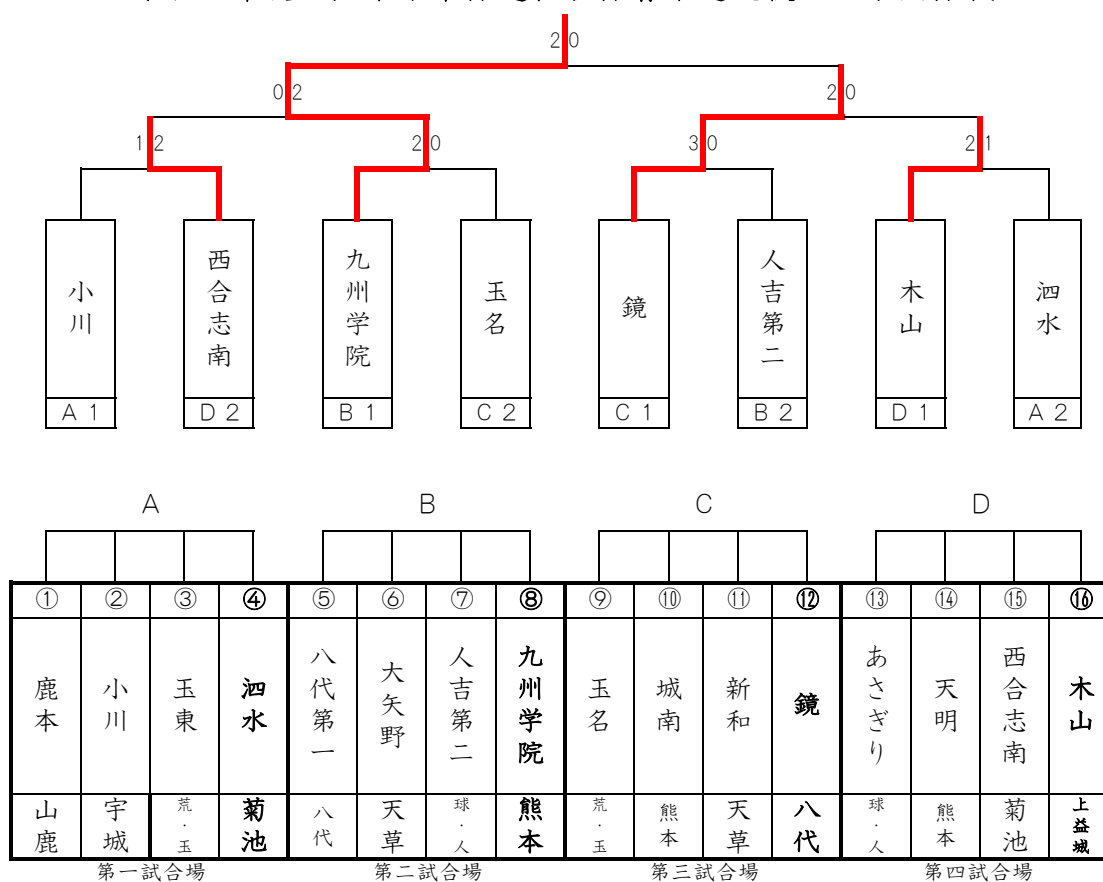 2 0
0 2
2 0
1 2
2 0
3 0
2 1
小川
西合志南
九州学院
玉名
鏡
人吉第二
木山
泗水
A 1
D 2
B 1
C 2
C 1
B 2
D 1
A 2
A
B
C
D
① ② ③ ④ ⑤ ⑥ ⑦ ⑧ ⑨ ⑩ ⑪ ⑫ ⑬ ⑭ ⑮ ⑯
鹿本
小川
玉東
泗水
八代第一
大矢野
人吉第二
九州学院
玉名
城南
新和
鏡
あさぎり
天明
西合志南
木山
山鹿
宇城
荒・玉
菊池
八代
天草
球・人
熊本
荒・玉
熊本
天草
八代
球・人
熊本
菊池
上益城
第一試合場
第二試合場
第三試合場
第四試合場